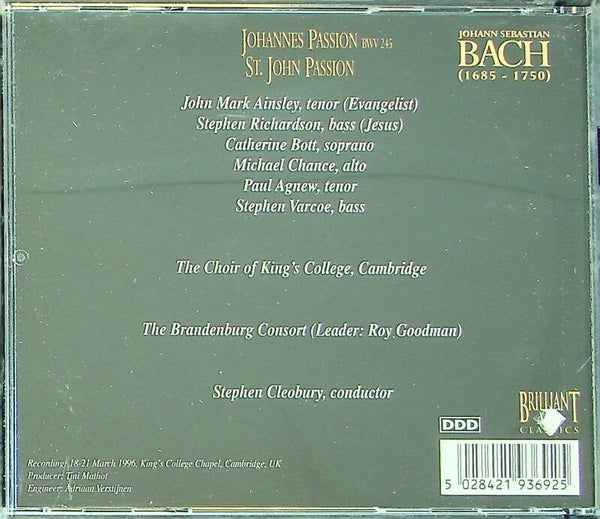 JOHANNES PASSION BWV 245
ST. JOHN PASSION
JOHANN SEBASTIAN
BACH
(1685 - 1750)
John Mark Ainsley, tenor (Evangelist)
Stephen Richardson, bass (Jesus)
Catherine Bott, soprano
Michael Chance, alto
Paul Agnew, tenor
Stephen Varcoe, bass
The Choir of King's College, Cambridge
The Brandenburg Consort (Leader: Roy Goodman)
Stephen Cleobury, conductor
BRILLIANT
CLASSICS
DDD
Recording: 18-21 March 1996, King's College Chapel, Cambridge, UK
Producer: Tini Mathot
Engineer: Adriaan Verstijnen
5 028421 936925